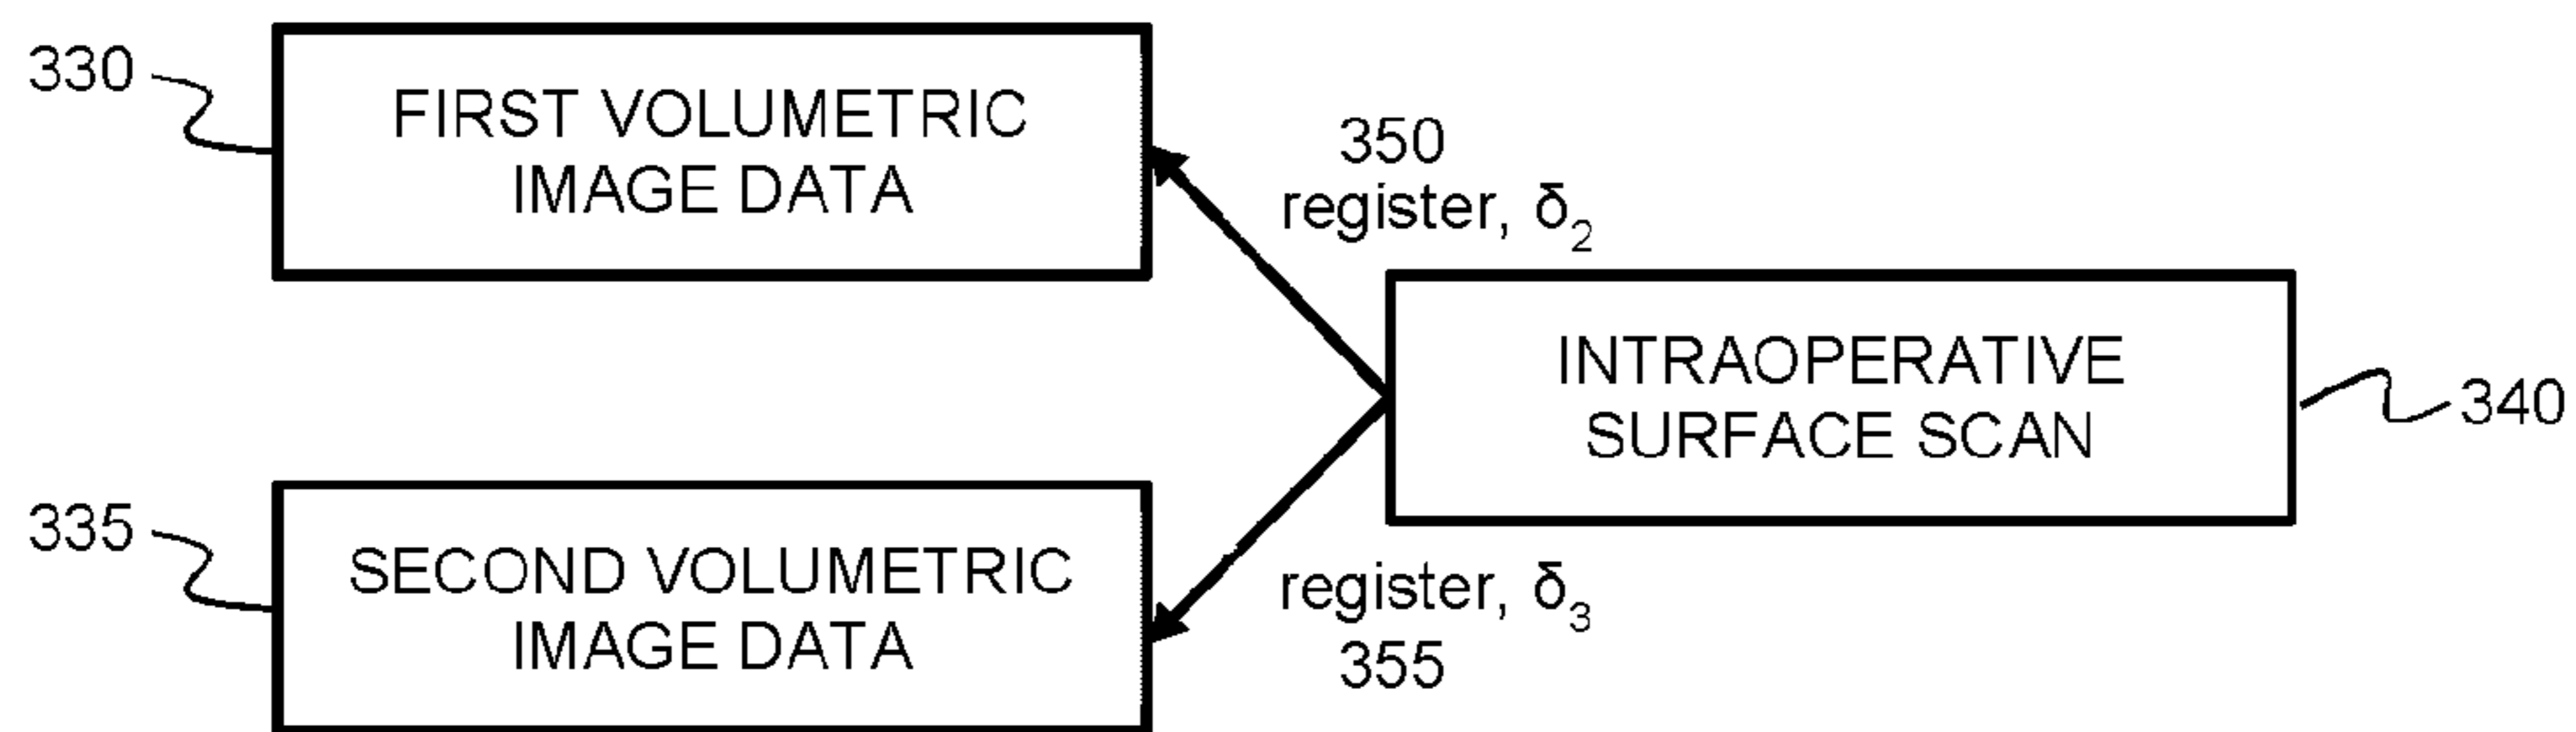 330
FIRST VOLUMETRIC
IMAGE DATA
350
register, δ₂
INTRAOPERATIVE
SURFACE SCAN
340
335
SECOND VOLUMETRIC
IMAGE DATA
register, δ₃
355